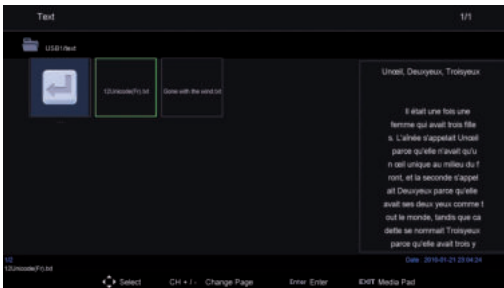 Text 1/1
USB1/text
12Unicode(Fr).txt
Gone with the wind.txt
...
Unœil, Deuxyeux, Troisyeux
Il était une fois une
femme qui avait trois fille
s. L'aînée s'appelait Unœil
parce qu'elle n'avait qu'u
n œil unique au milieu du f
ront, et la seconde s'appel
ait Deuxyeux parce qu'elle
avait ses deux yeux comme t
out le monde, tandis que ca
dette se nommait Troisyeux
parce qu'elle avait trois y
1/2
12Unicode(Fr).txt
Date: 2016-01-21 23:04:24
Select CH + / - Change Page Enter Enter EXIT Media Pad